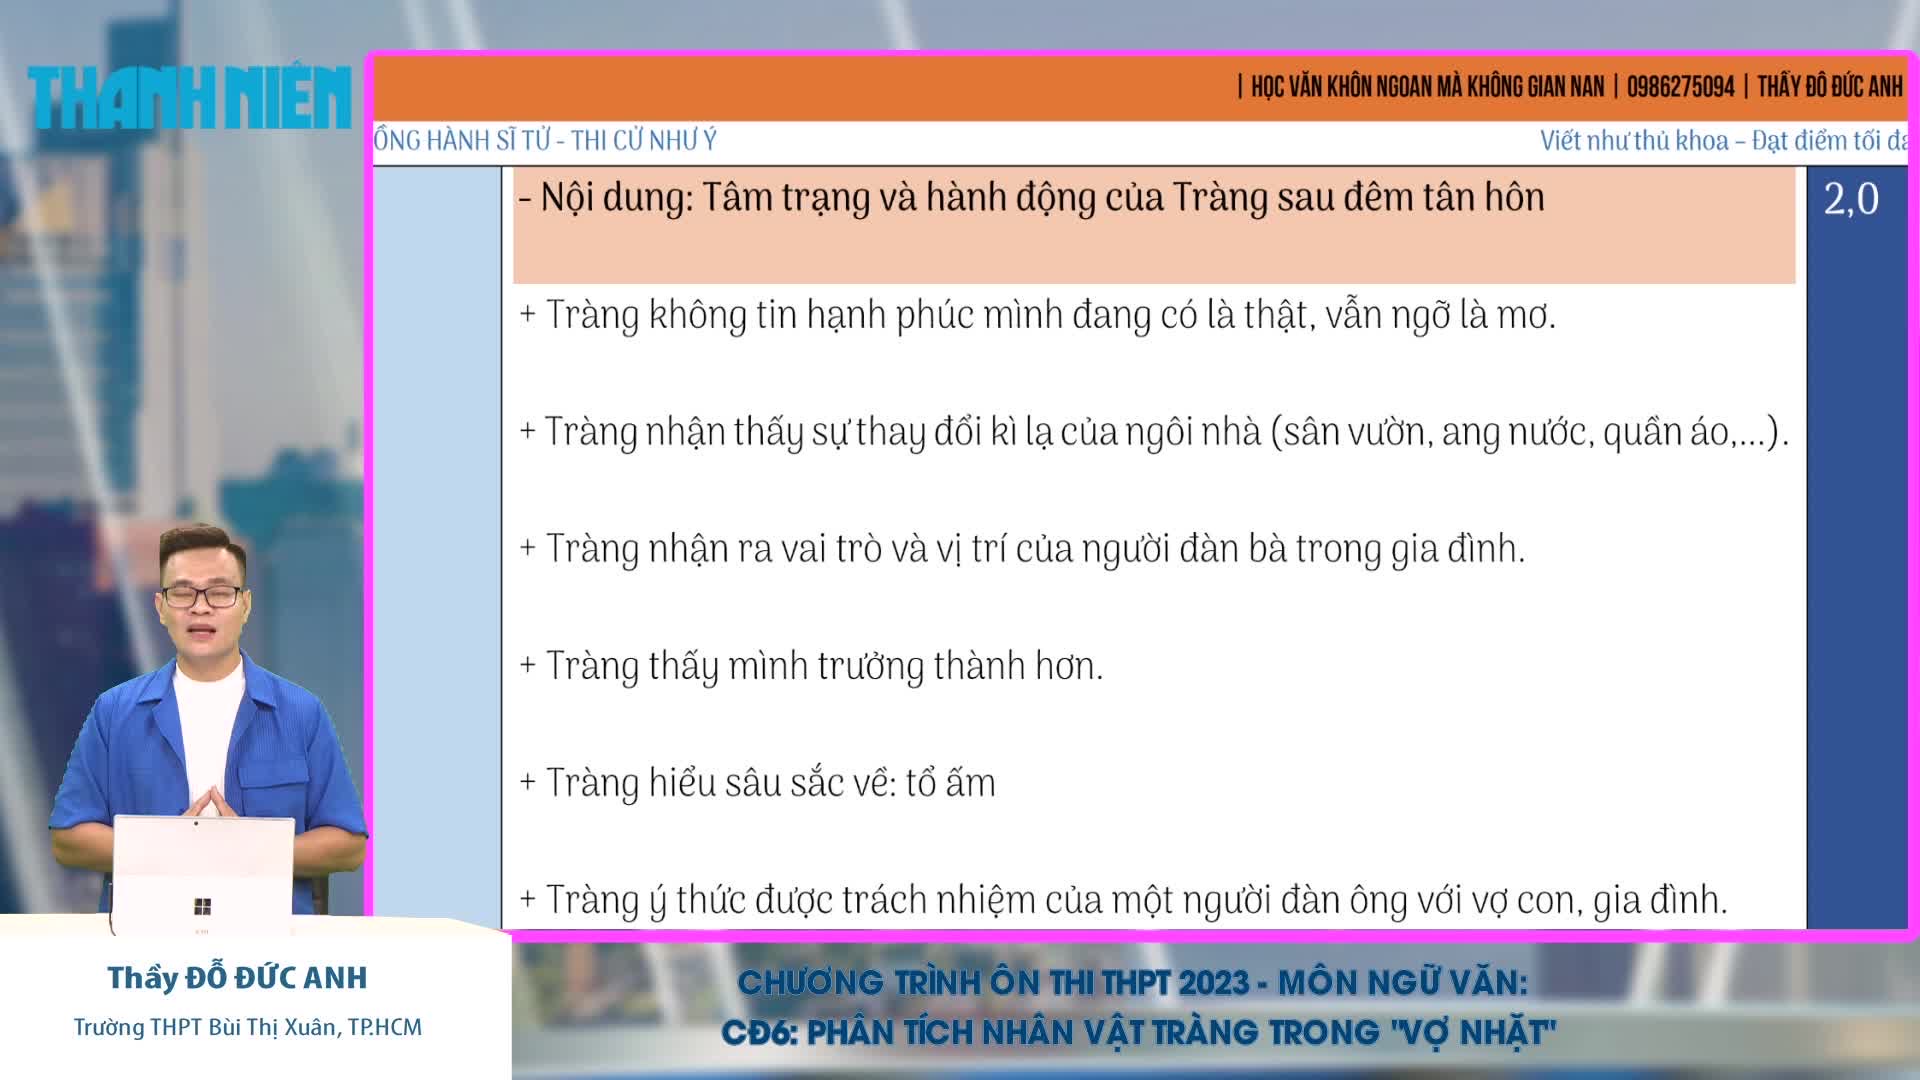 THANH NIÊN
| HỌC VĂN KHÔN NGOAN MÀ KHÔNG GIAN NAN | 0986275094 | THẦY ĐỖ ĐỨC ANH
ỒNG HÀNH SĨ TỬ - THI CỬ NHƯ Ý
Viết như thủ khoa – Đạt điểm tối đa
- Nội dung: Tâm trạng và hành động của Tràng sau đêm tân hôn
2,0
+ Tràng không tin hạnh phúc mình đang có là thật, vẫn ngỡ là mơ.
+ Tràng nhận thấy sự thay đổi kì lạ của ngôi nhà (sân vườn, ang nước, quần áo,...).
+ Tràng nhận ra vai trò và vị trí của người đàn bà trong gia đình.
+ Tràng thấy mình trưởng thành hơn.
+ Tràng hiểu sâu sắc về: tổ ấm
+ Tràng ý thức được trách nhiệm của một người đàn ông với vợ con, gia đình.
Thầy ĐỖ ĐỨC ANH
Trường THPT Bùi Thị Xuân, TP.HCM
CHƯƠNG TRÌNH ÔN THI THPT 2023 - MÔN NGỮ VĂN:
CĐ6: PHÂN TÍCH NHÂN VẬT TRÀNG TRONG "VỢ NHẶT"